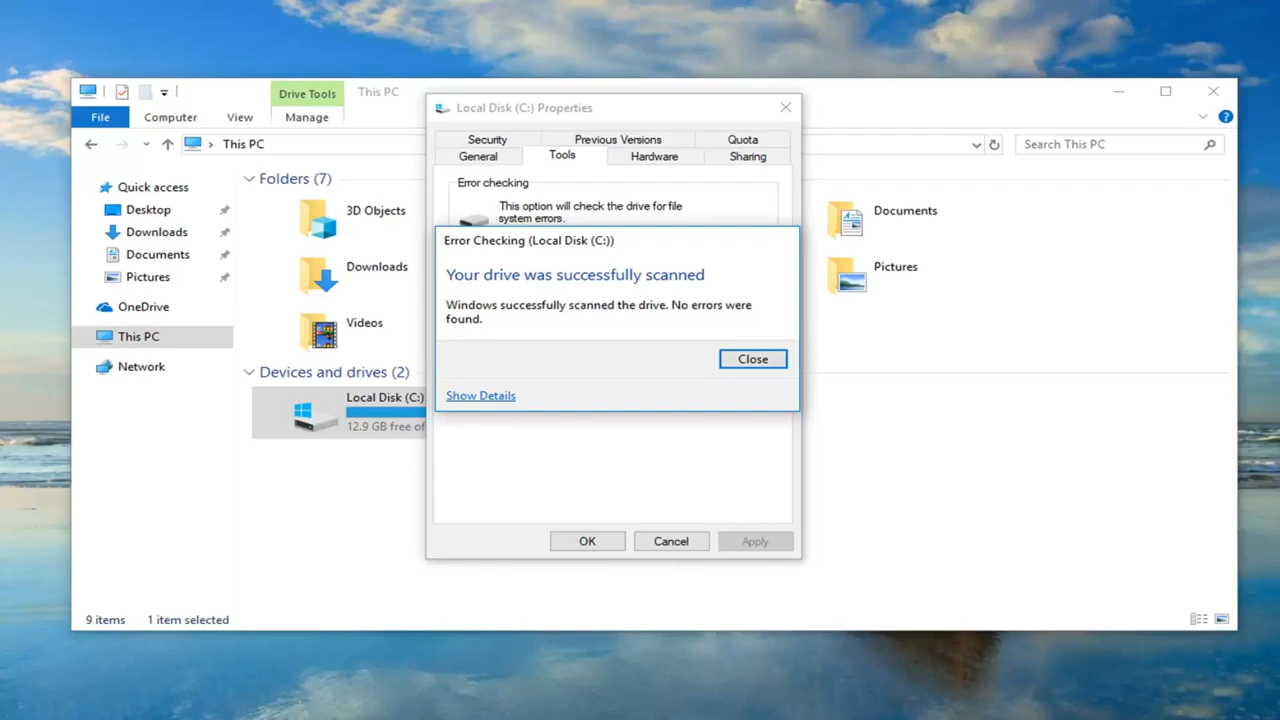 Drive Tools
This PC
File
Computer
View
Manage
This PC
Search This PC
Quick access
Desktop
Downloads
Documents
Pictures
OneDrive
This PC
Network
Folders (7)
3D Objects
Downloads
Videos
Documents
Pictures
Devices and drives (2)
Local Disk (C:)
12.9 GB free of
Local Disk (C:) Properties
Security
Previous Versions
Quota
General
Tools
Hardware
Sharing
Error checking
This option will check the drive for file
system errors.
Error Checking (Local Disk (C:))
Your drive was successfully scanned
Windows successfully scanned the drive. No errors were
found.
Close
Show Details
OK
Cancel
Apply
9 items
1 item selected